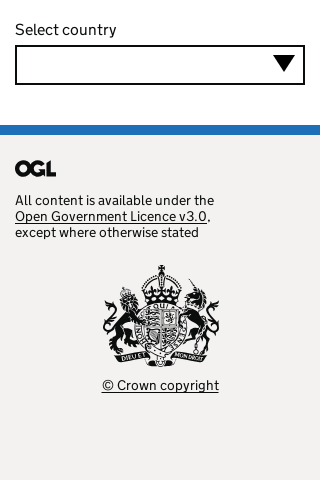 Select country
OGL
All content is available under the
Open Government Licence v3.0,
except where otherwise stated
DIEU ET MON DROIT
© Crown copyright